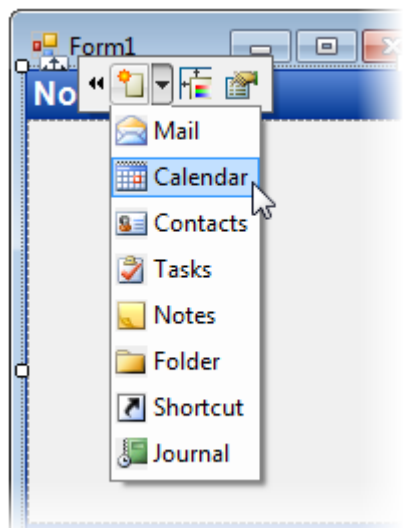 Form1
No
Mail
Calendar
Contacts
Tasks
Notes
Folder
Shortcut
Journal